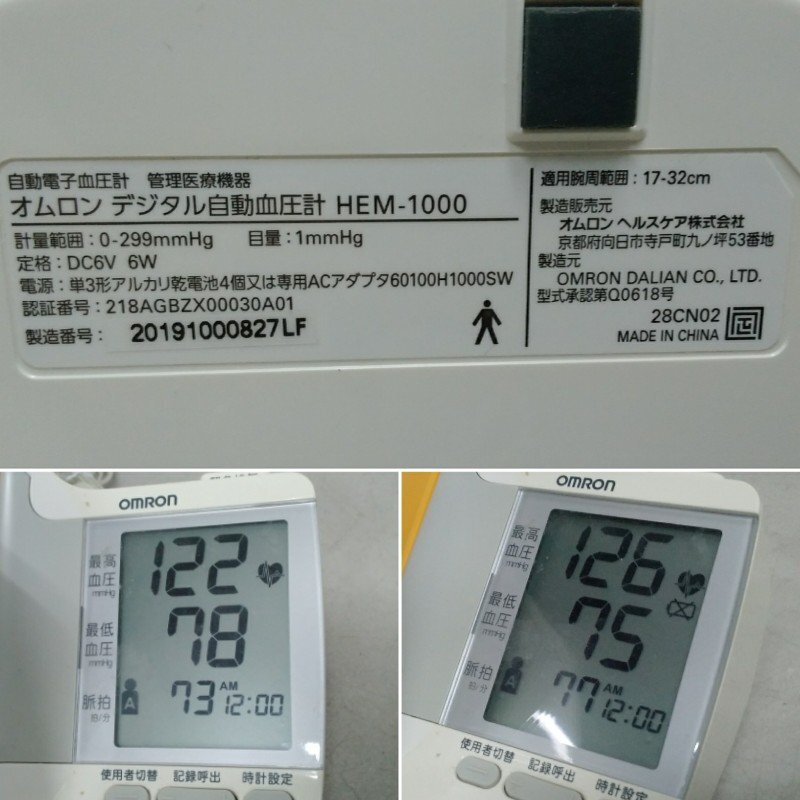 自動電子血圧計 管理医療機器
オムロン デジタル自動血圧計 HEM-1000
計量範囲：0-299mmHg 目量：1mmHg
定格：DC6V 6W
電源：単3形アルカリ乾電池4個又は専用ACアダプタ60100H1000SW
認証番号：218AGBZX00030A01
製造番号：20191000827LF
適用腕周範囲：17-32cm
製造販売元
オムロン ヘルスケア株式会社
京都府向日市寺戸町九ノ坪53番地
製造元
OMRON DALIAN CO., LTD.
型式承認第Q0618号
28CN02
MADE IN CHINA
OMRON
最高
血圧
mmHg
122
最低
血圧
mmHg
78
脈拍
拍/分
A
73
AM
12:00
使用者切替 記録呼出 時計設定
OMRON
最高
血圧
mmHg
126
最低
血圧
mmHg
75
脈拍
拍/分
A
77
AM
12:00
使用者切替 記録呼出 時計設定